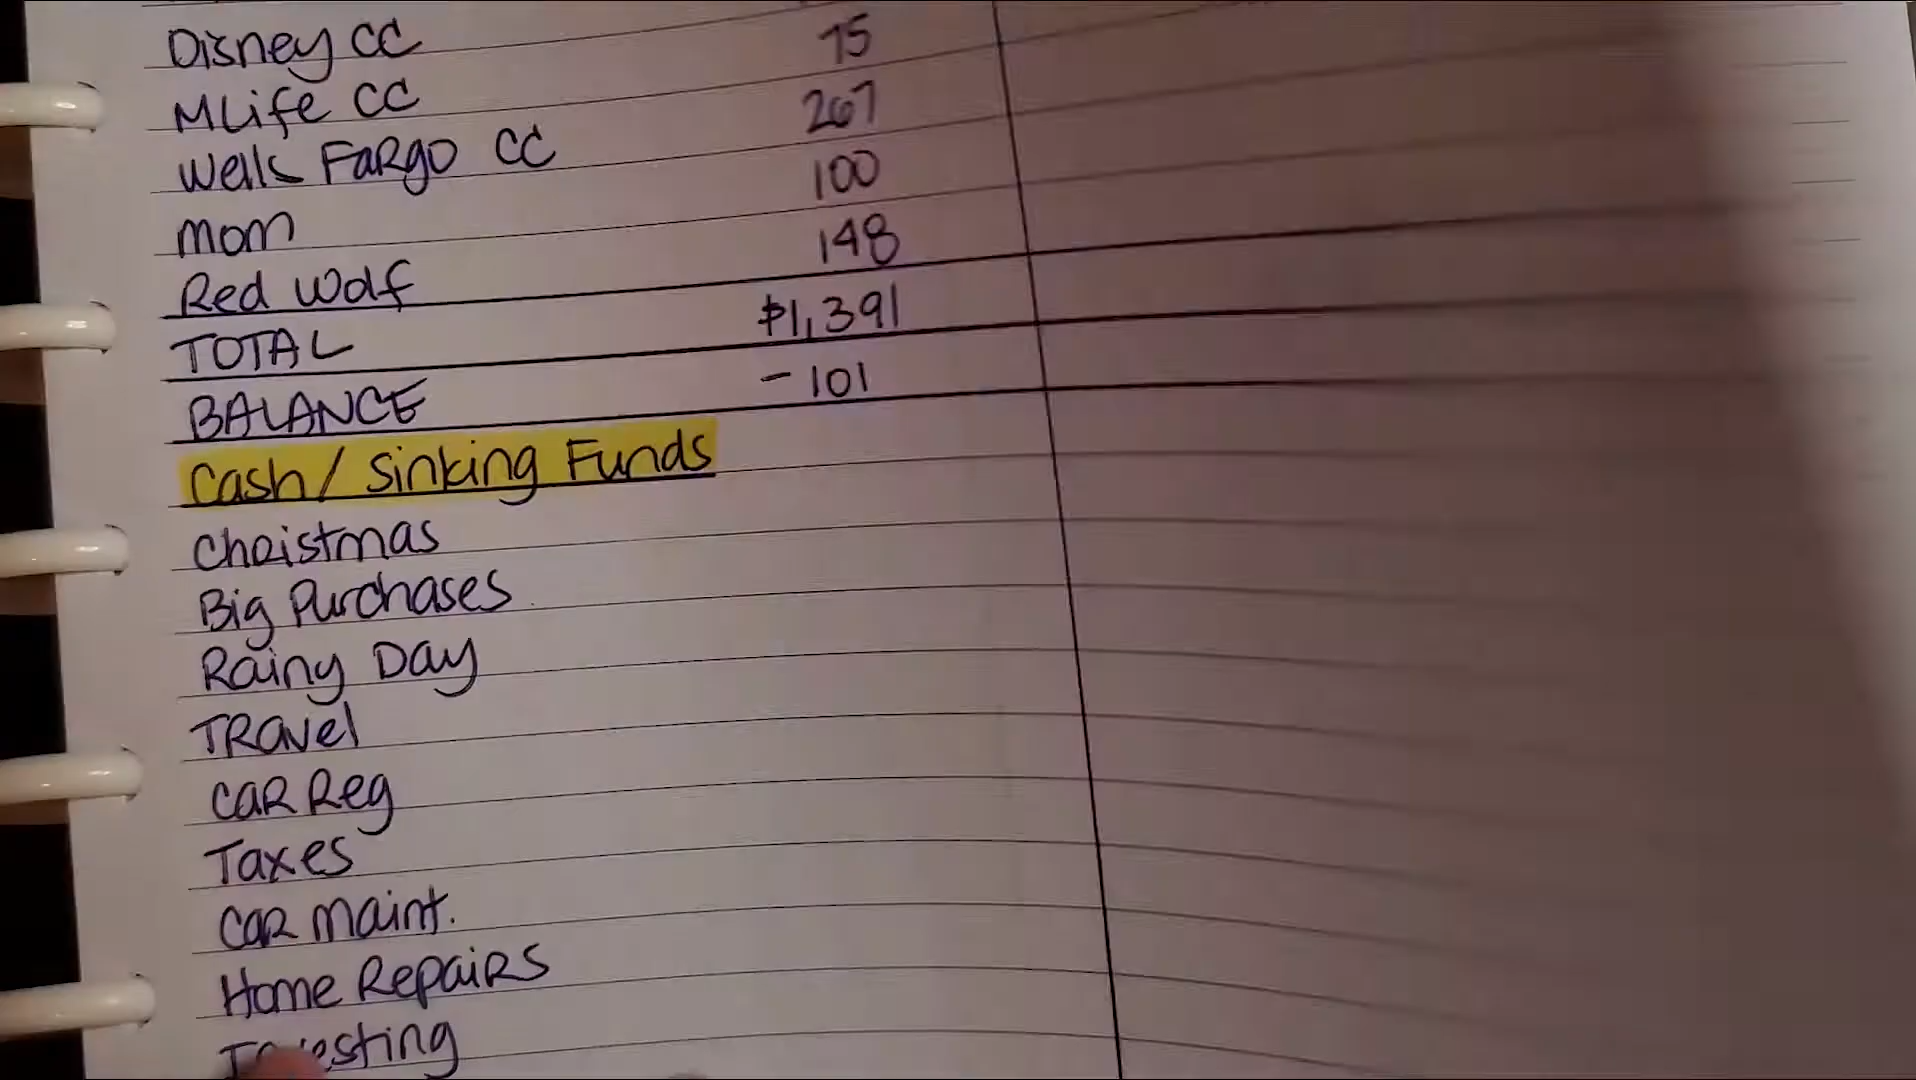 Disney CC
MLife CC 75
Wells Fargo CC 267
Mom 100
Red Wolf 148
TOTAL $1,391
BALANCE -101
Cash / Sinking Funds
Christmas
Big Purchases
Rainy Day
Travel
Car Reg
Taxes
Car Maint.
Home Repairs
Investing